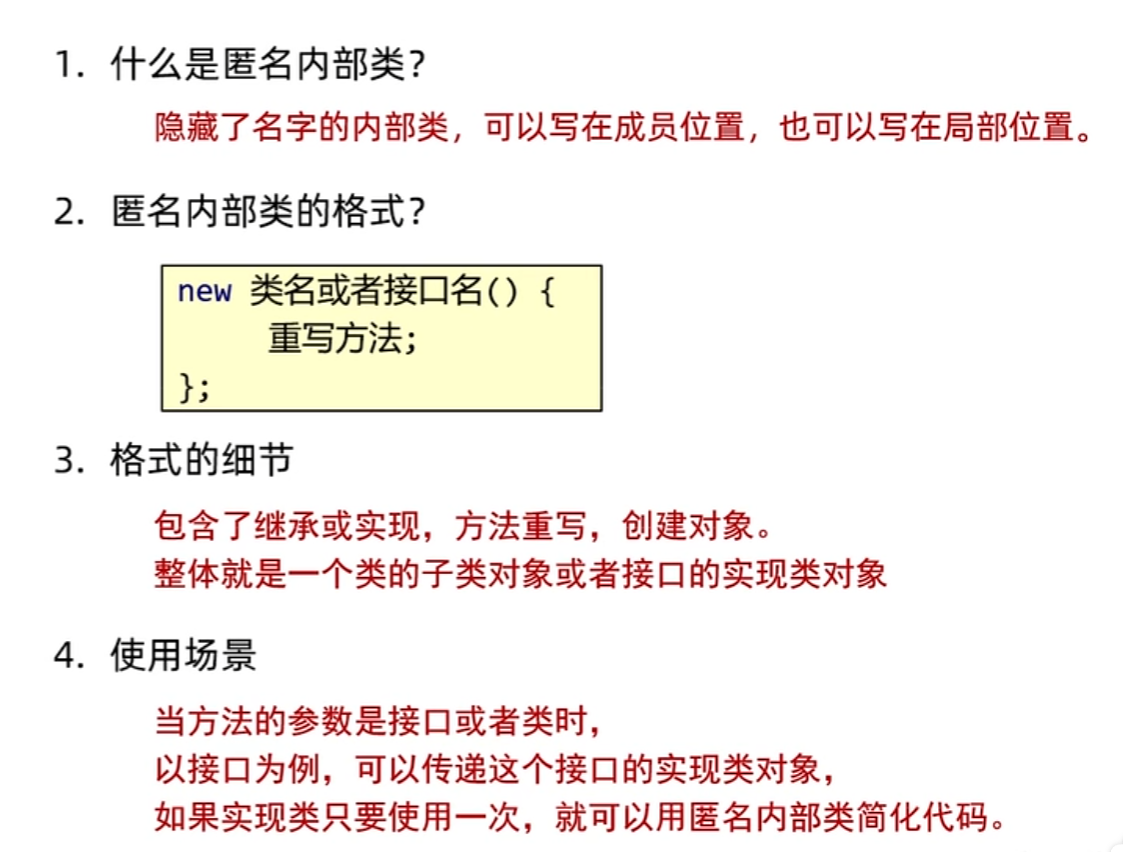 1. 什么是匿名内部类？
隐藏了名字的内部类，可以写在成员位置，也可以写在局部位置。
2. 匿名内部类的格式？
new 类名或者接口名() {
重写方法;
};
3. 格式的细节
包含了继承或实现，方法重写，创建对象。
整体就是一个类的子类对象或者接口的实现类对象
4. 使用场景
当方法的参数是接口或者类时，
以接口为例，可以传递这个接口的实现类对象，
如果实现类只要使用一次，就可以用匿名内部类简化代码。